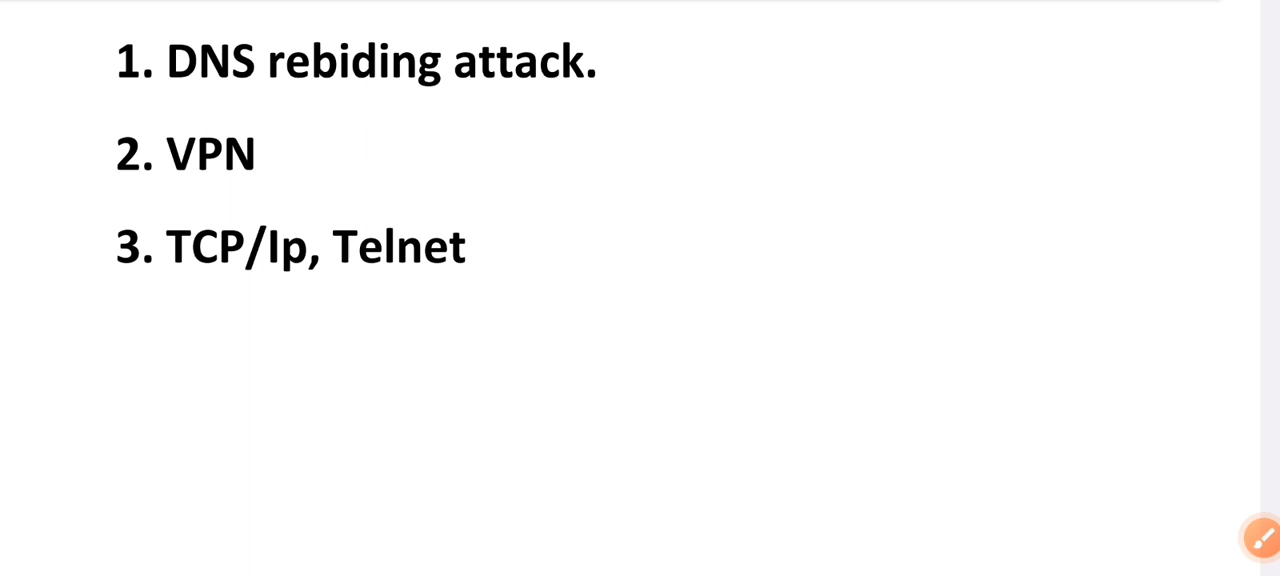 1. DNS rebiding attack.
2. VPN
3. TCP/Ip, Telnet